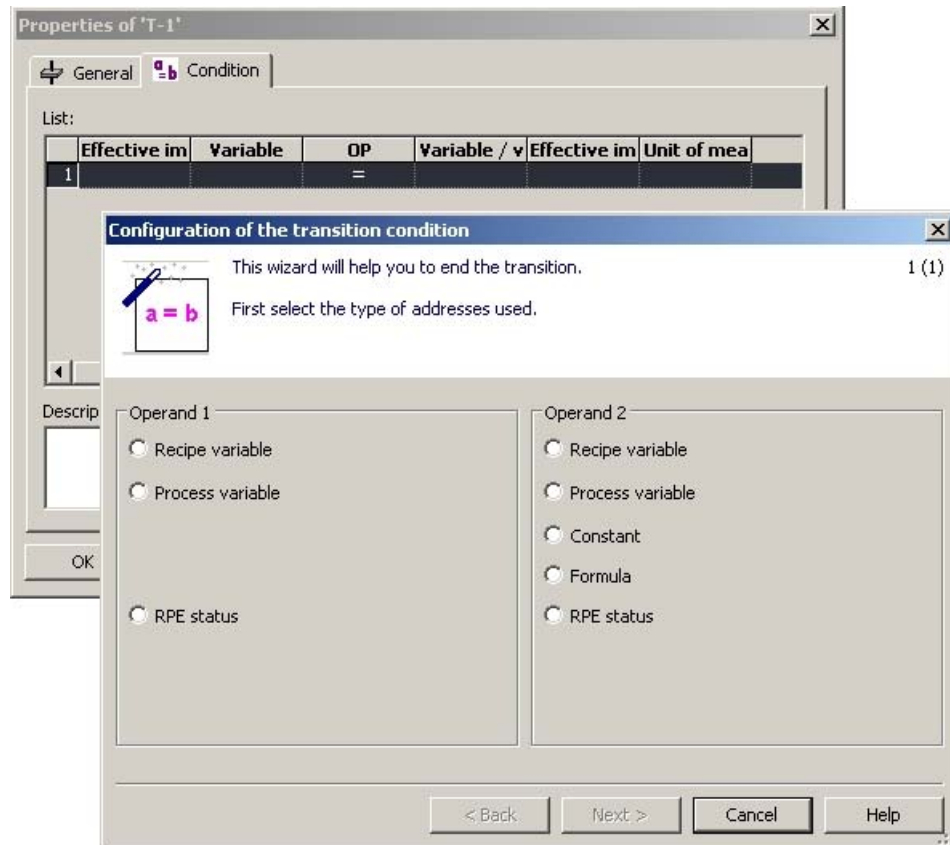 Properties of 'T-1'
General
a=b Condition
List:
Effective im Variable OP Variable / v Effective im Unit of mea
1 =
Configuration of the transition condition
This wizard will help you to end the transition. 1 (1)
First select the type of addresses used.
a = b
Descrip
Operand 1
Recipe variable
Process variable
RPE status
Operand 2
Recipe variable
Process variable
Constant
Formula
RPE status
OK
< Back Next > Cancel Help